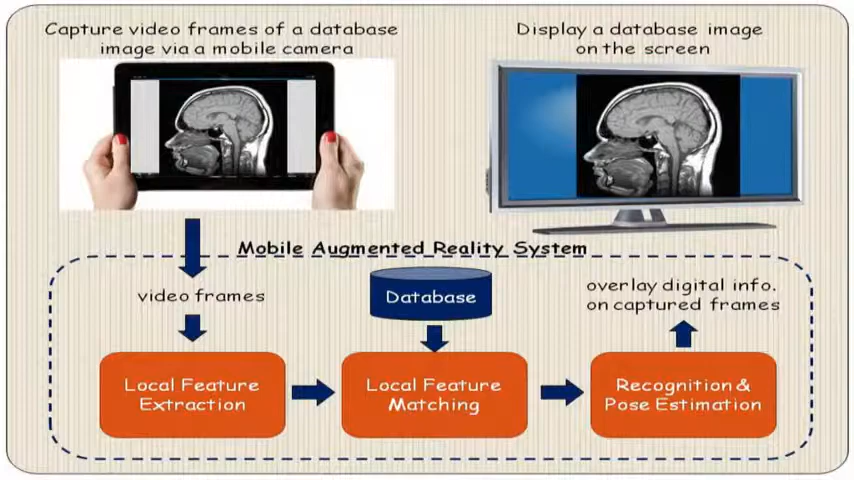 Capture video frames of a database
image via a mobile camera
Display a database image
on the screen
Mobile Augmented Reality System
video frames
Database
overlay digital info.
on captured frames
Local Feature
Extraction
Local Feature
Matching
Recognition &
Pose Estimation